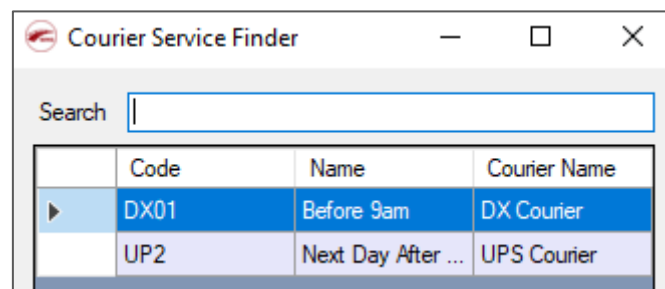 Courier Service Finder
Search
Code Name Courier Name
DX01 Before 9am DX Courier
UP2 Next Day After ... UPS Courier